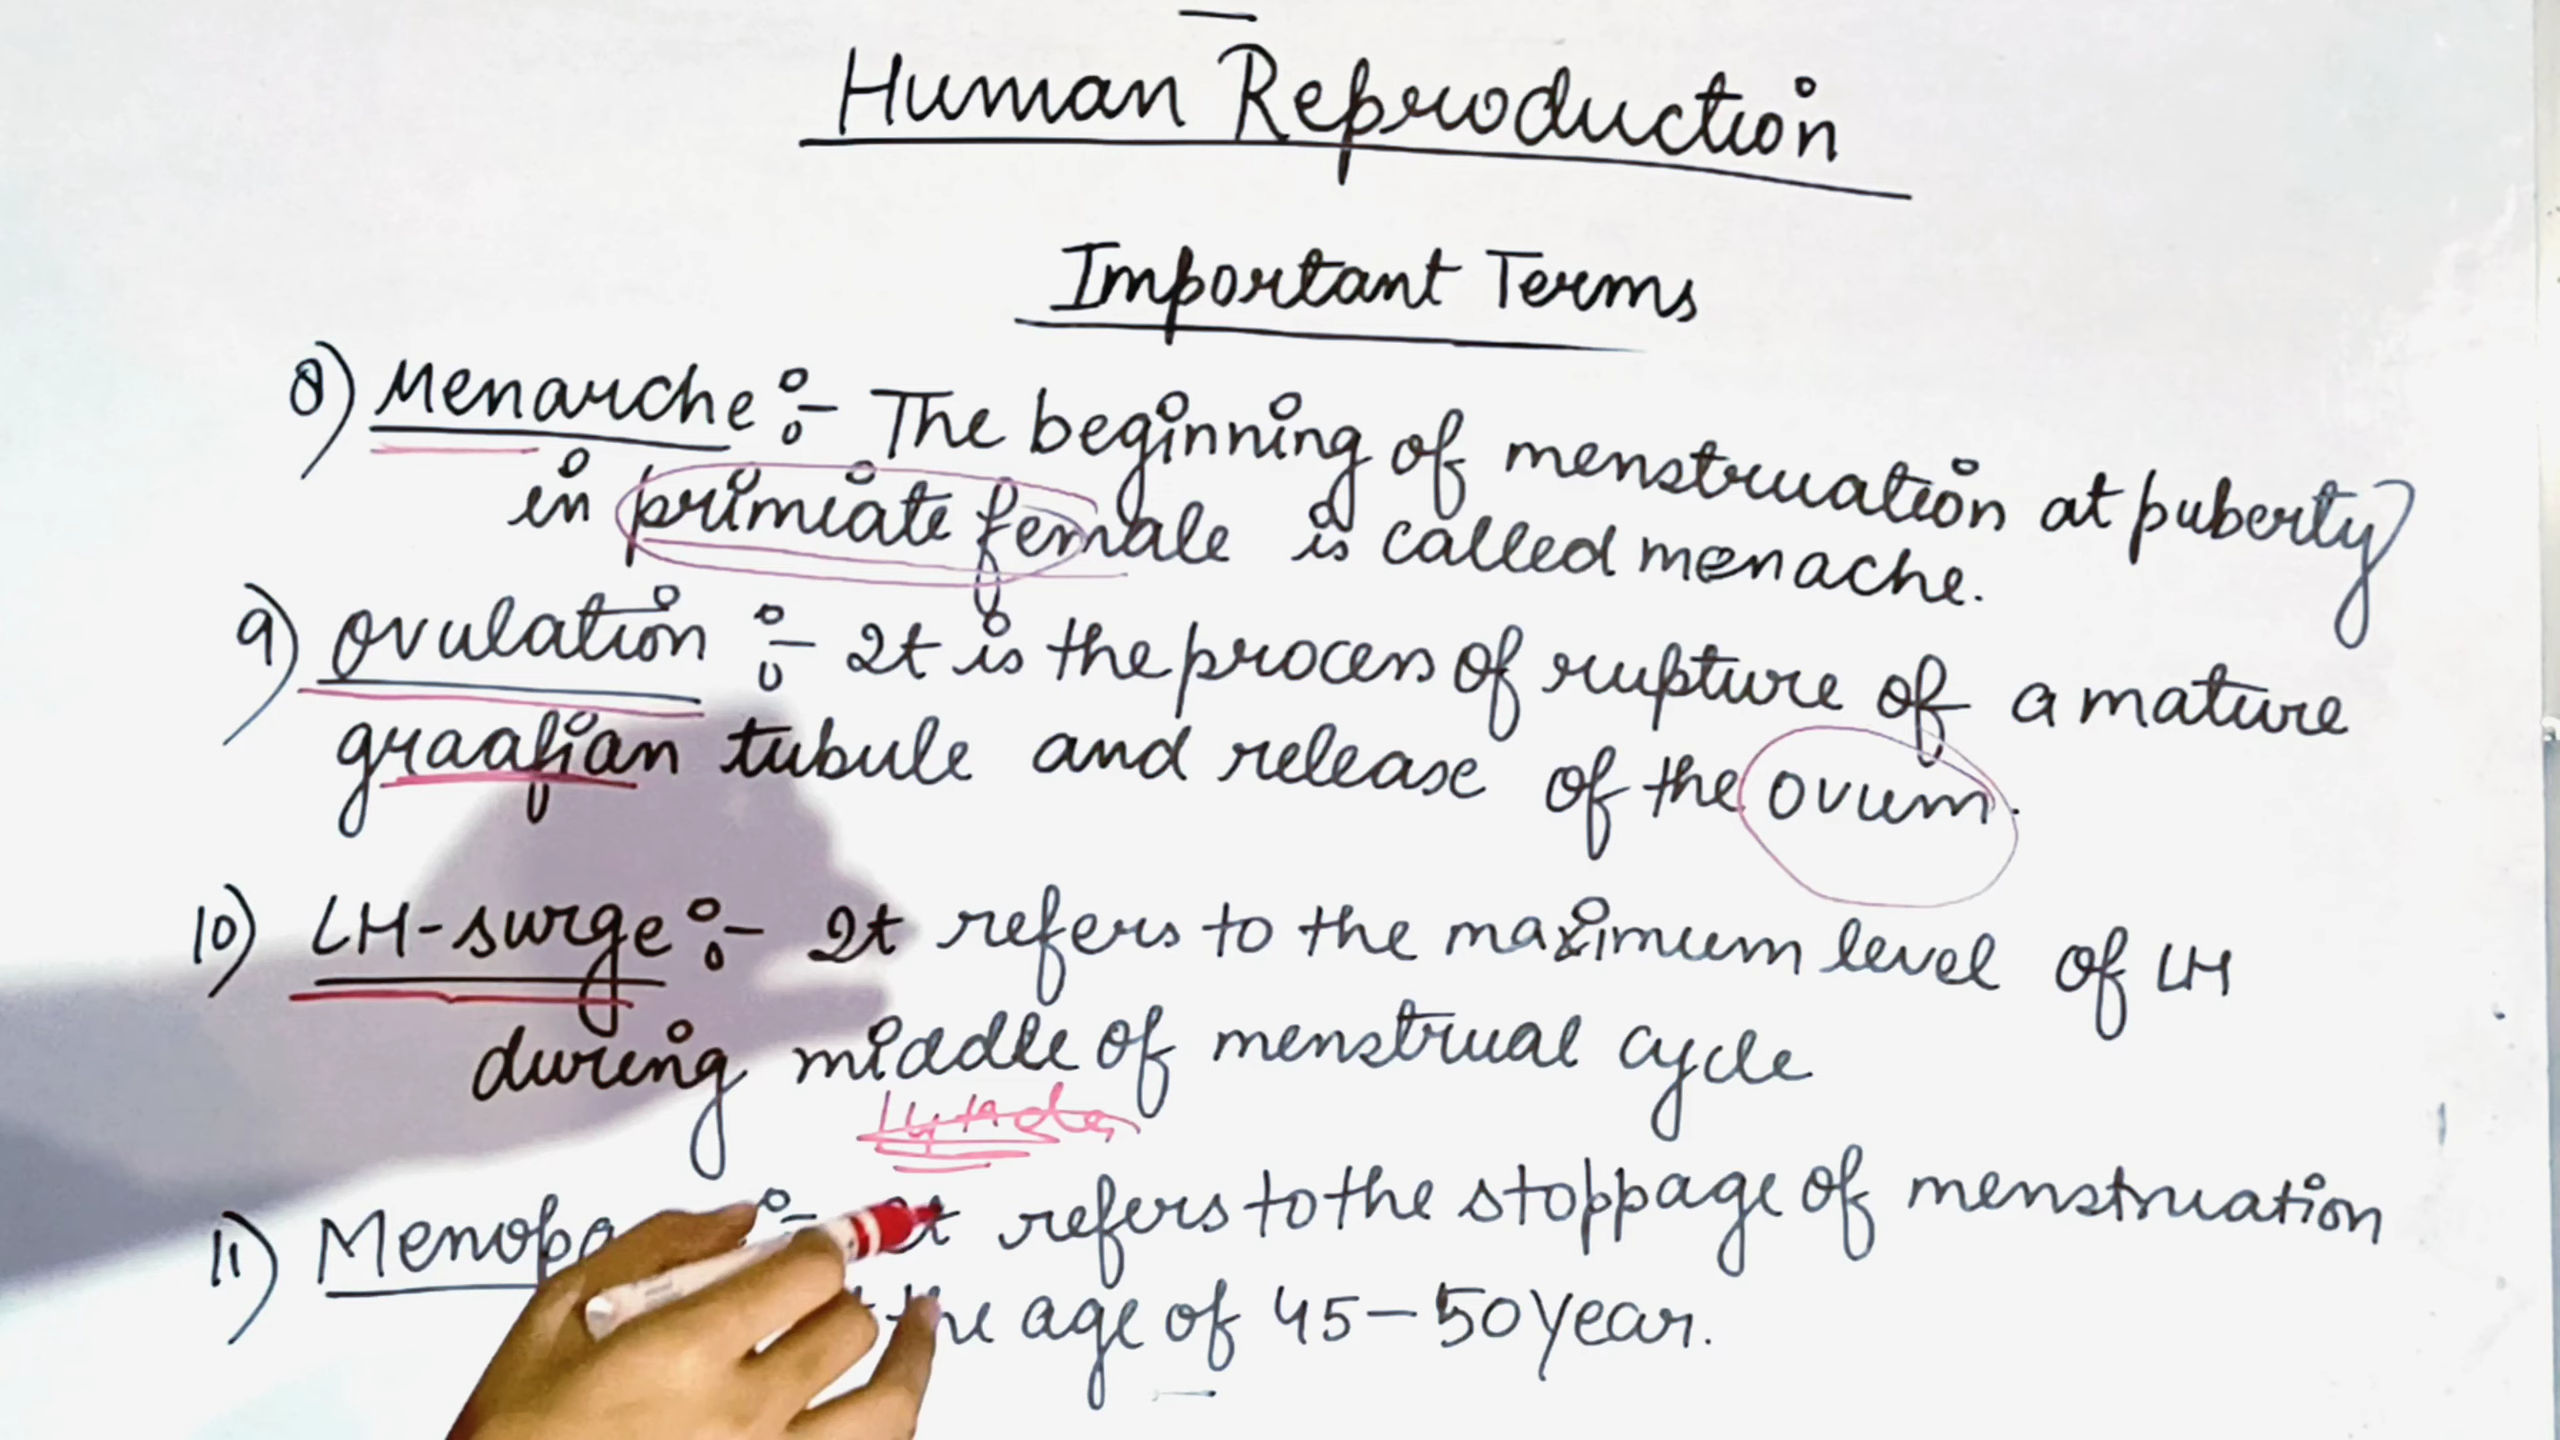 Human Reproduction
Important Terms
8) Menarche :- The beginning of menstruation at puberty
in primiate female is called menache.
9) Ovulation :- It is the process of rupture of a mature
graafian tubule and release of the ovum.
10) LH-surge :- It refers to the maximum level of LH
during middle of menstrual cycle
11) Menopa :- It refers to the stoppage of menstruation
the age of 45-50 year.